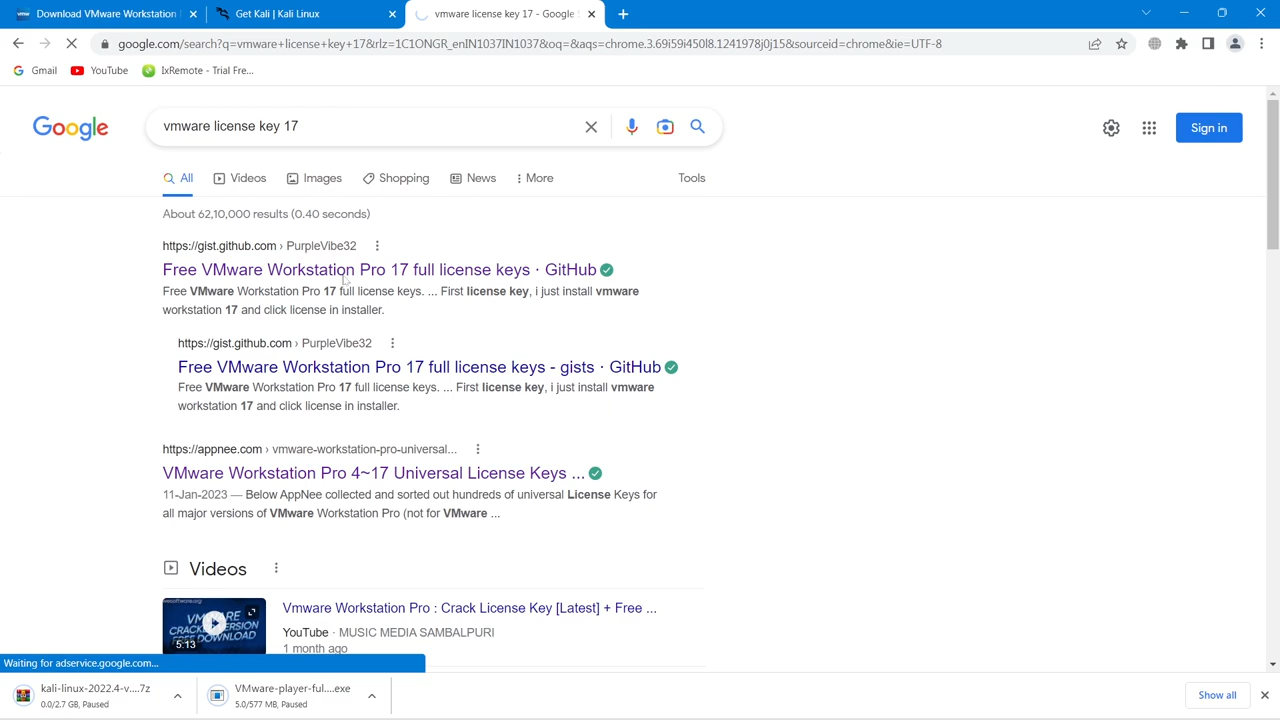 Download VMware Workstation
Get Kali | Kali Linux
vmware license key 17 - Google
google.com/search?q=vmware+license+key+17&rlz=1C1ONGR_enIN1037IN1037&oq=&aqs=chrome.3.69i59i450l8.1241978j0j15&sourceid=chrome&ie=UTF-8
Gmail
YouTube
IxRemote - Trial Fre...
Google
vmware license key 17
Sign in
All
Videos
Images
Shopping
News
More
Tools
About 62,10,000 results (0.40 seconds)
https://gist.github.com › PurpleVibe32
Free VMware Workstation Pro 17 full license keys · GitHub
Free VMware Workstation Pro 17 full license keys. ... First license key, i just install vmware
workstation 17 and click license in installer.
https://gist.github.com › PurpleVibe32
Free VMware Workstation Pro 17 full license keys - gists · GitHub
Free VMware Workstation Pro 17 full license keys. ... First license key, i just install vmware
workstation 17 and click license in installer.
https://appnee.com › vmware-workstation-pro-universal...
VMware Workstation Pro 4~17 Universal License Keys ...
11-Jan-2023 — Below AppNee collected and sorted out hundreds of universal License Keys for
all major versions of VMware Workstation Pro (not for VMware ...
Videos
VMWARE
CRACK VERSION
FREE DOWNLOAD
5:13
Vmware Workstation Pro : Crack License Key [Latest] + Free ...
YouTube · MUSIC MEDIA SAMBALPURI
1 month ago
Waiting for adservice.google.com...
kali-linux-2022.4-v....7z
0.0/2.7 GB, Paused
VMware-player-ful....exe
5.0/577 MB, Paused
Show all